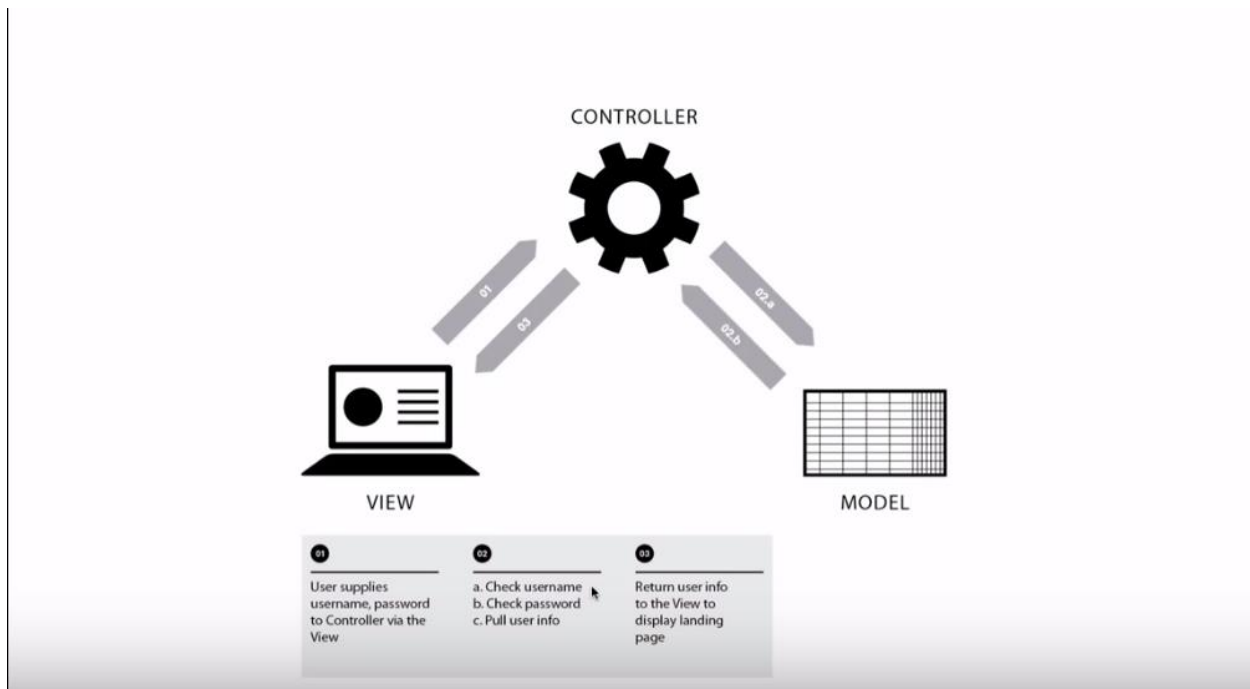 CONTROLLER
01
03
02.a
02.b
VIEW
MODEL
01
User supplies
username, password
to Controller via the
View
02
a. Check username
b. Check password
c. Pull user info
03
Return user info
to the View to
display landing
page